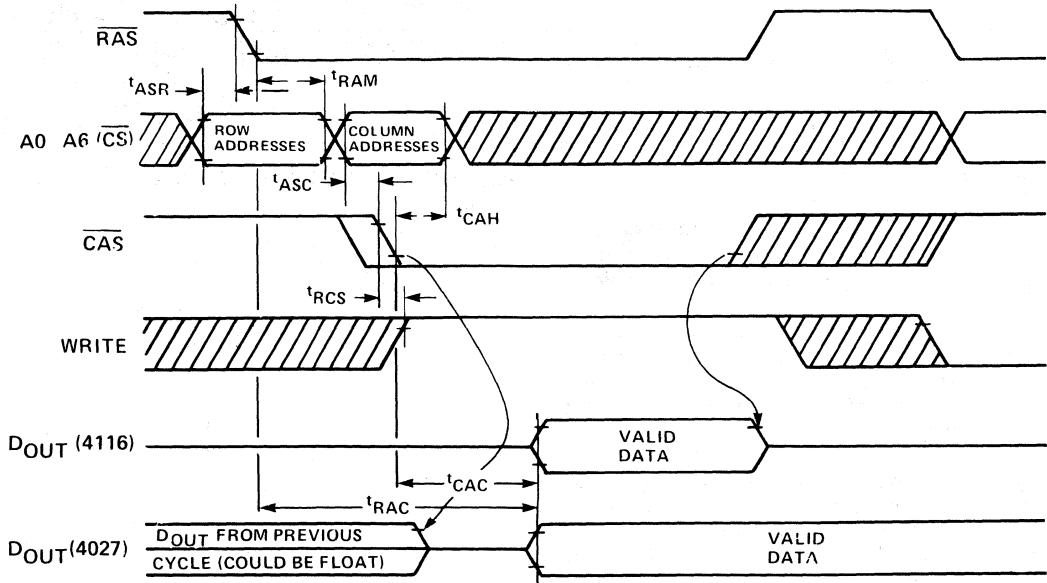 RAS
tASR
tRAM
A0 A6 (CS)
ROW
ADDRESSES
COLUMN
ADDRESSES
tASC
tCAH
CAS
tRCS
WRITE
DOUT (4116)
VALID
DATA
tCAC
tRAC
DOUT(4027)
DOUT FROM PREVIOUS
CYCLE (COULD BE FLOAT)
VALID
DATA